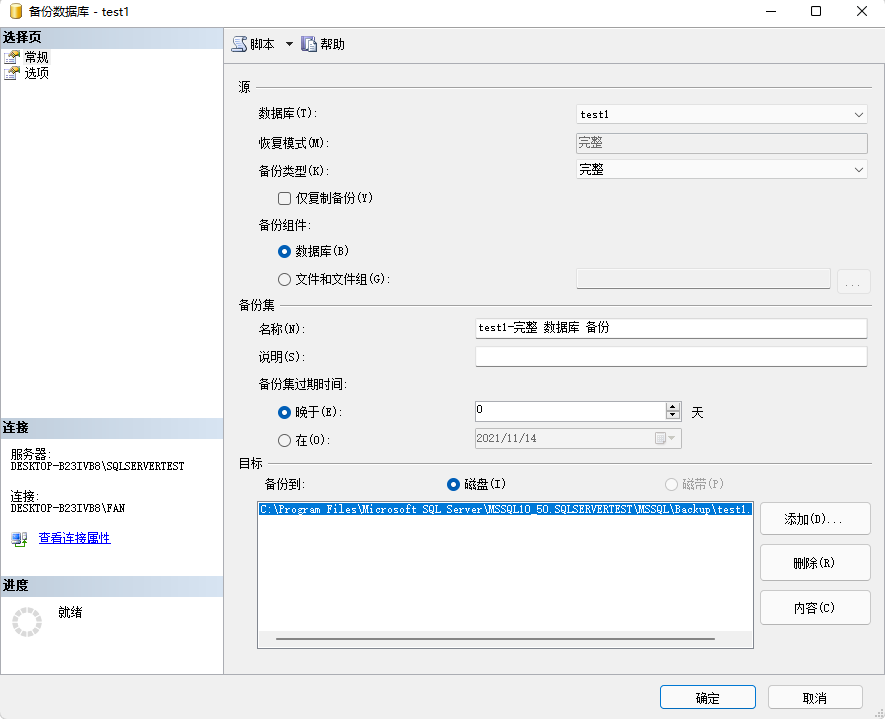 备份数据库 - test1
选择页
常规
选项
脚本
帮助
源
数据库(T):
test1
恢复模式(M):
完整
备份类型(K):
完整
仅复制备份(Y)
备份组件:
数据库(B)
文件和文件组(G):
...
备份集
名称(N):
test1-完整 数据库 备份
说明(S):
备份集过期时间:
晚于(E):
0
天
在(O):
2021/11/14
目标
备份到:
磁盘(I)
磁带(P)
C:\Program Files\Microsoft SQL Server\MSSQL10_50.SQLSERVERTEST\MSSQL\Backup\test1.
添加(D)...
删除(R)
内容(C)
连接
服务器:
DESKTOP-B23IVB8\SQLSERVERTEST
连接:
DESKTOP-B23IVB8\FAN
查看连接属性
进度
就绪
确定
取消